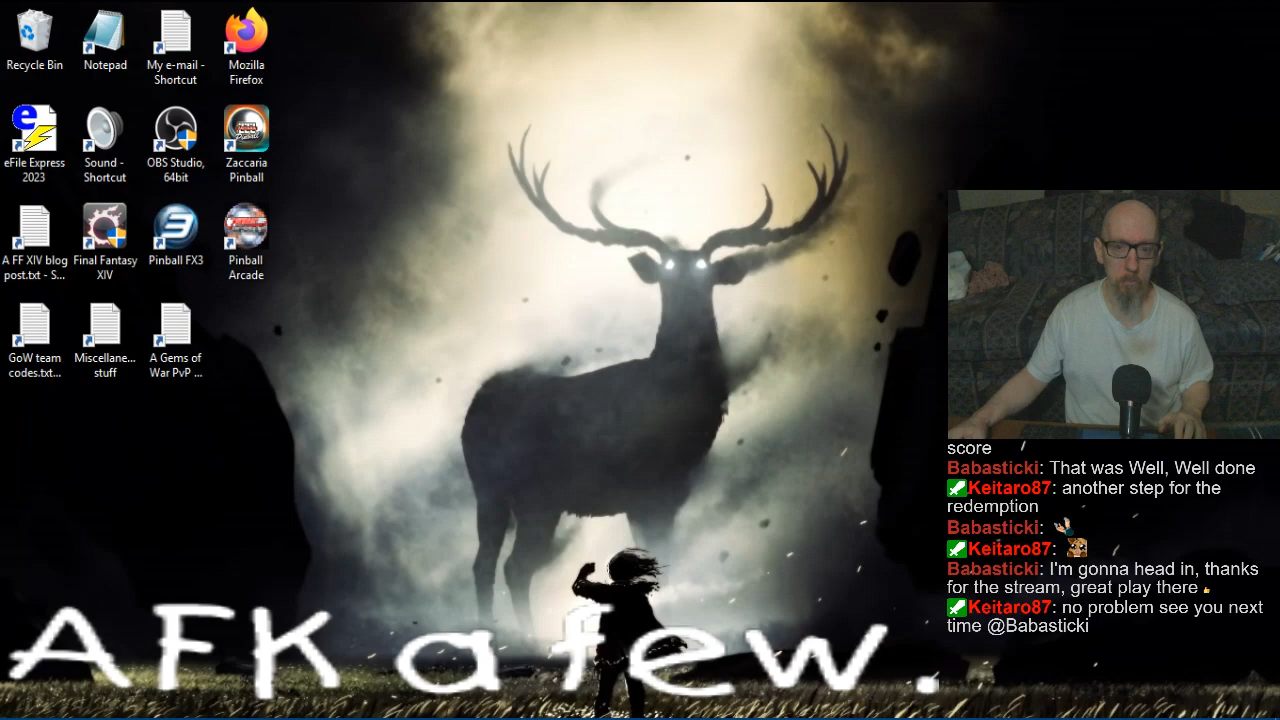 Recycle Bin
Notepad
My e-mail -
Shortcut
Mozilla
Firefox
eFile Express
2023
Sound -
Shortcut
OBS Studio,
64bit
Zaccaria
Pinball
A FF XIV blog
post.txt - S...
Final Fantasy
XIV
Pinball FX3
Pinball
Arcade
GoW team
codes.txt...
Miscellane...
stuff
A Gems of
War PvP ...
AFK a few.
score
Babasticki: That was Well, Well done
Keitaro87: another step for the
redemption
Babasticki:
Keitaro87:
Babasticki: I'm gonna head in, thanks
for the stream, great play there
Keitaro87: no problem see you next
time @Babasticki